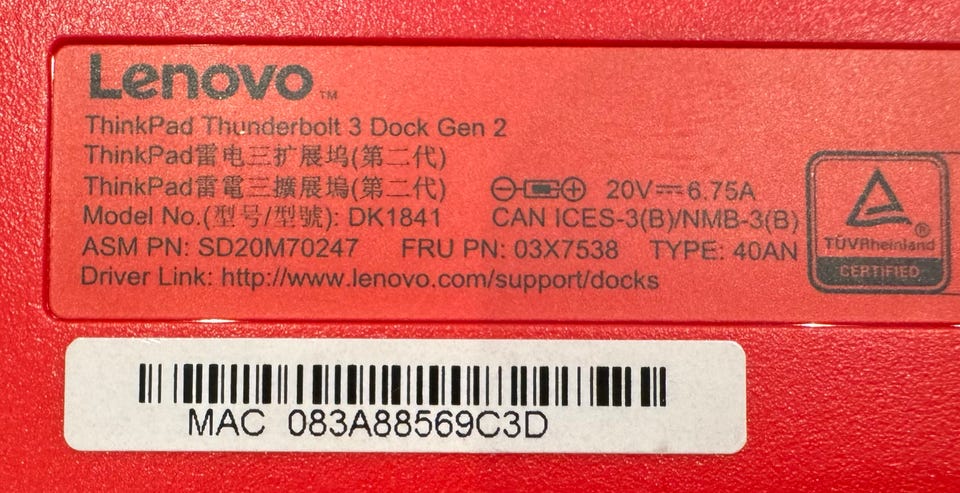 Lenovo™
ThinkPad Thunderbolt 3 Dock Gen 2
ThinkPad雷电三扩展坞(第二代)
ThinkPad雷電三擴展塢(第二代) 20V⎓6.75A
Model No.(型号/型號): DK1841 CAN ICES-3(B)/NMB-3(B)
ASM PN: SD20M70247 FRU PN: 03X7538 TYPE: 40AN
Driver Link: http://www.lenovo.com/support/docks
TÜVRheinland®
CERTIFIED
MAC 083A88569C3D